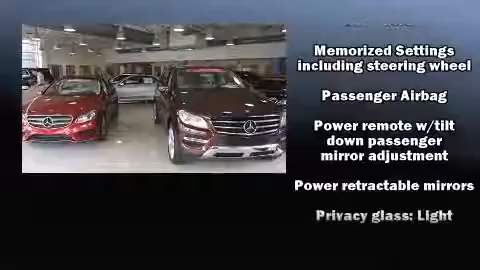 Memorized Settings
including steering wheel
Passenger Airbag
Power remote w/tilt
down passenger
mirror adjustment
Power retractable mirrors
Privacy glass: Light